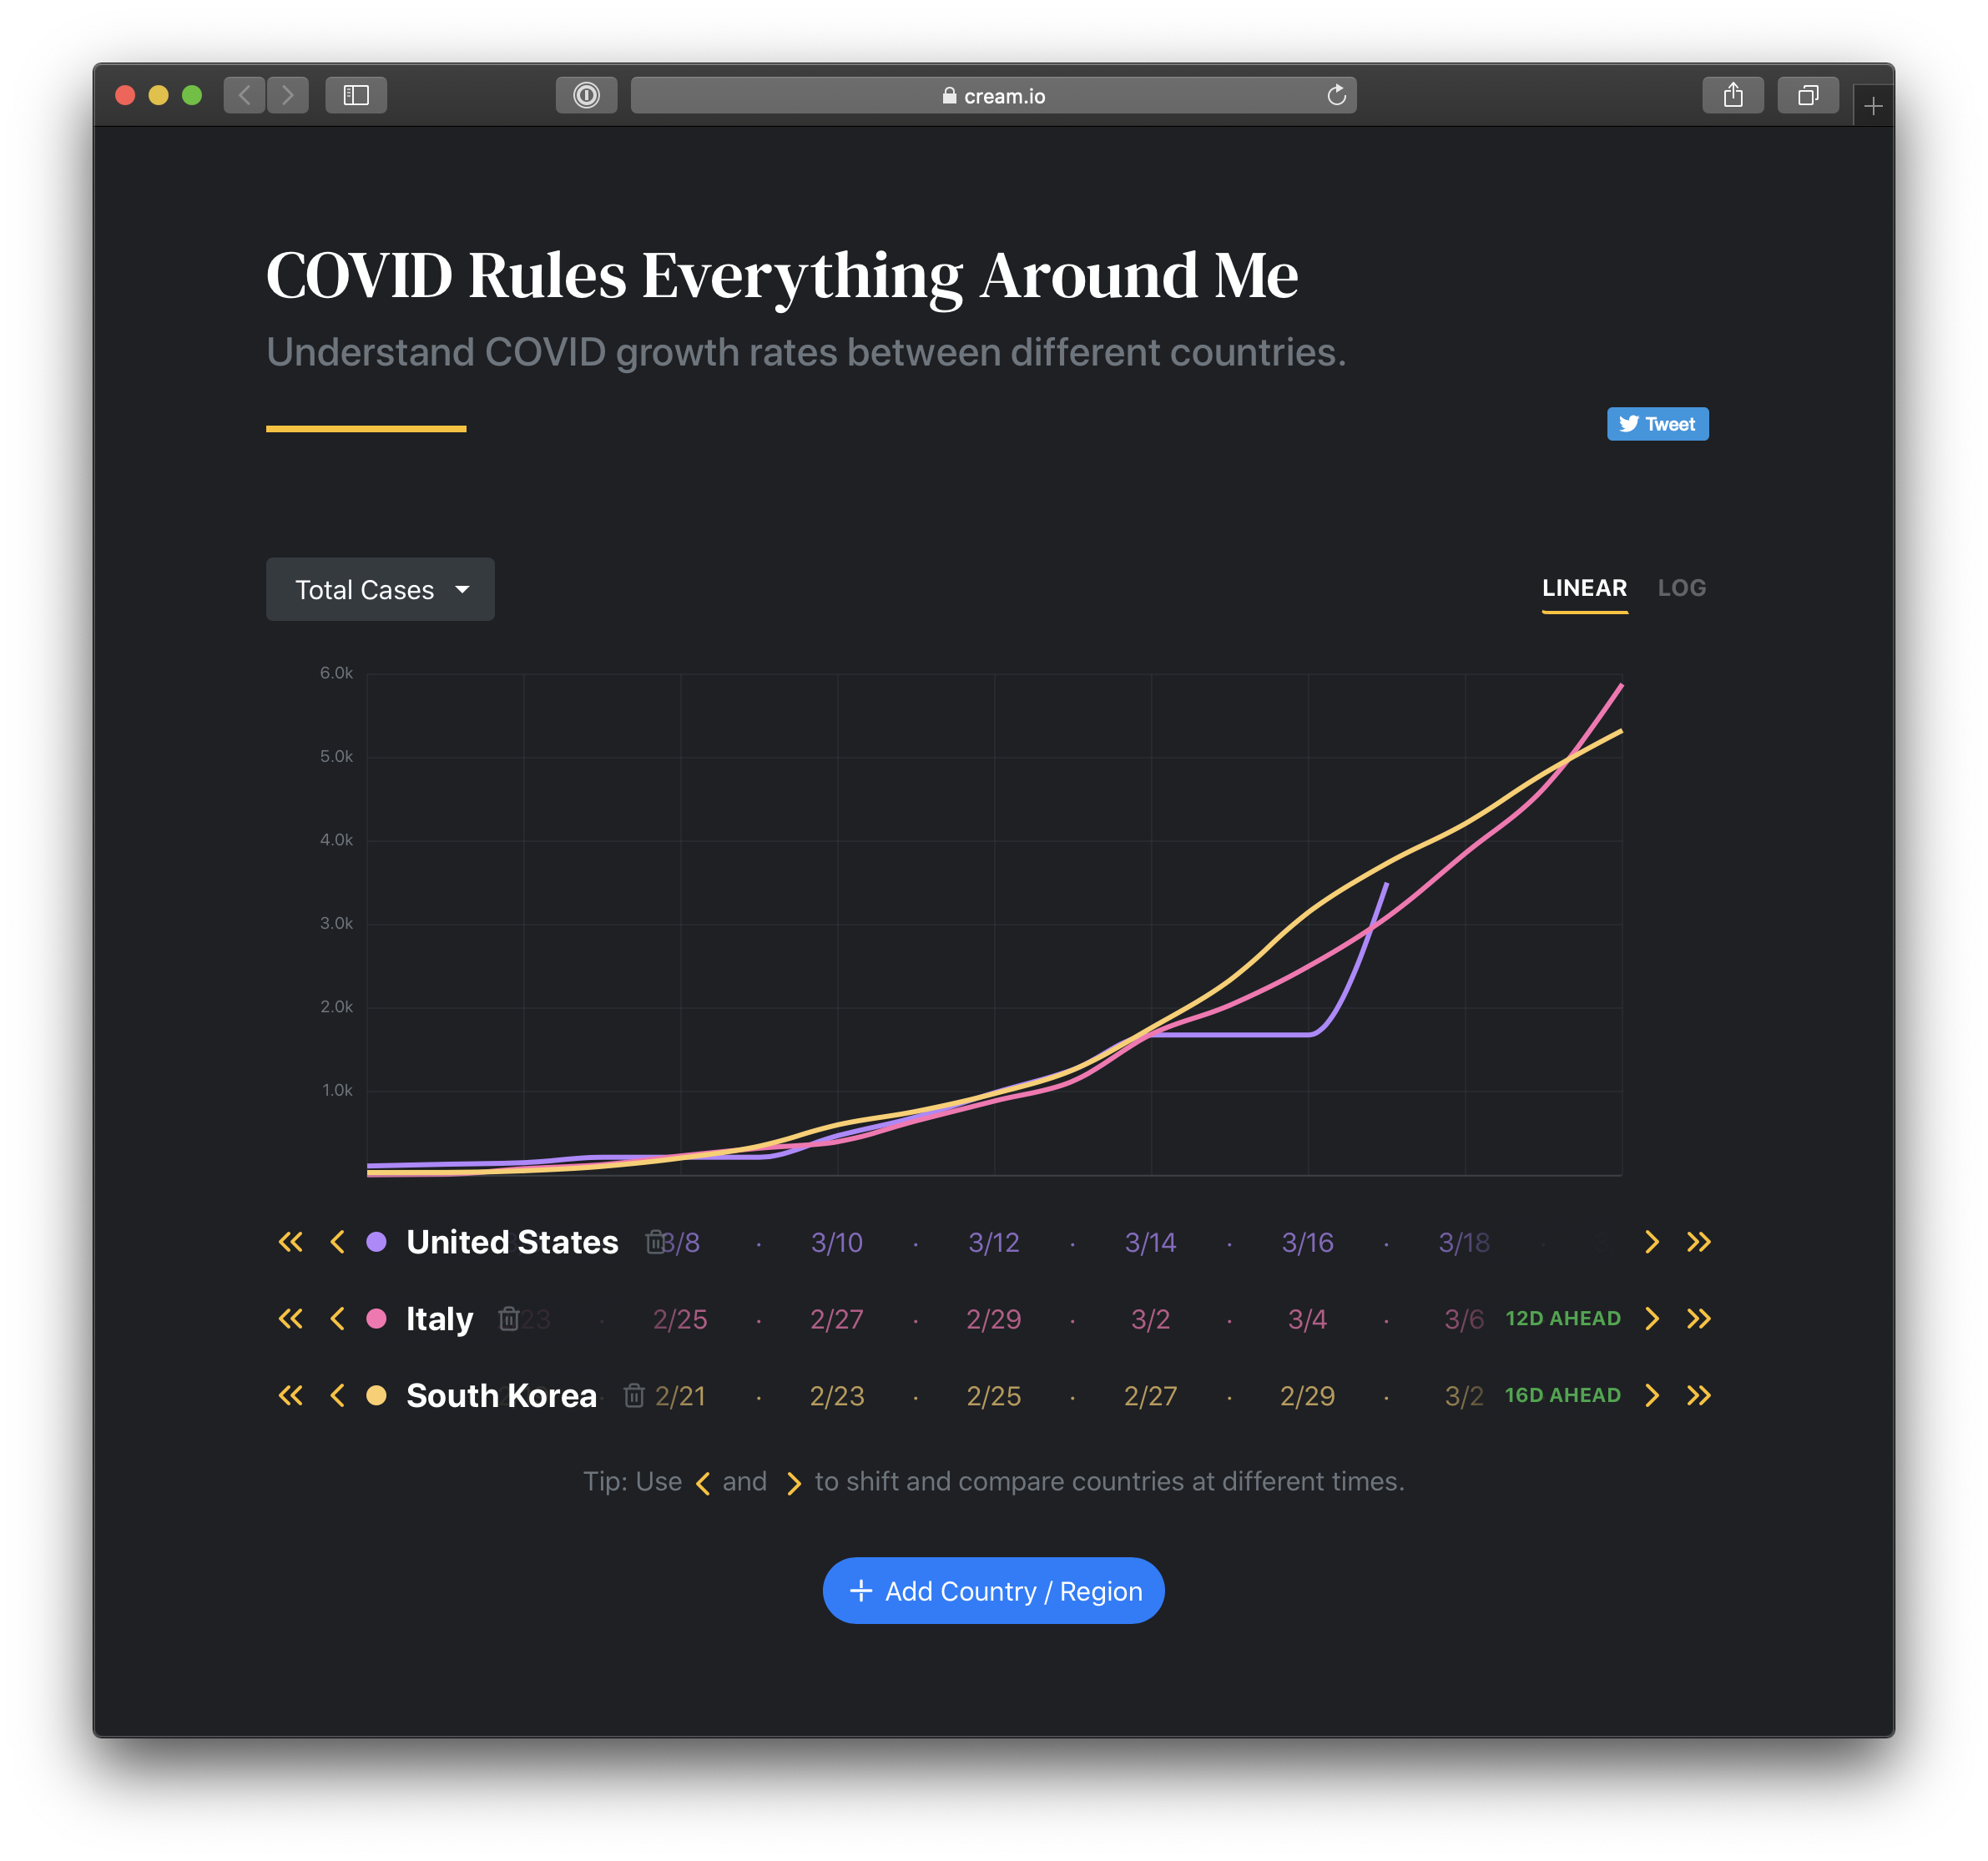 cream.io
COVID Rules Everything Around Me
Understand COVID growth rates between different countries.
Tweet
Total Cases
LINEAR LOG
6.0k
5.0k
4.0k
3.0k
2.0k
1.0k
United States 3/8 · 3/10 · 3/12 · 3/14 · 3/16 · 3/18
Italy 23 · 2/25 · 2/27 · 2/29 · 3/2 · 3/4 · 3/6 12D AHEAD
South Korea 2/21 · 2/23 · 2/25 · 2/27 · 2/29 · 3/2 16D AHEAD
Tip: Use < and > to shift and compare countries at different times.
+ Add Country / Region